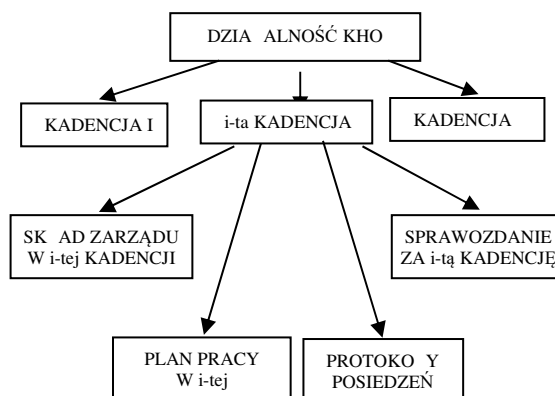 DZIA ALNOŚĆ KHO
KADENCJA I
i-ta KADENCJA
KADENCJA
SK AD ZARZĄDU
W i-tej KADENCJI
SPRAWOZDANIE
ZA i-tą KADENCJĘ
PLAN PRACY
W i-tej
PROTOKO Y
POSIEDZEŃ